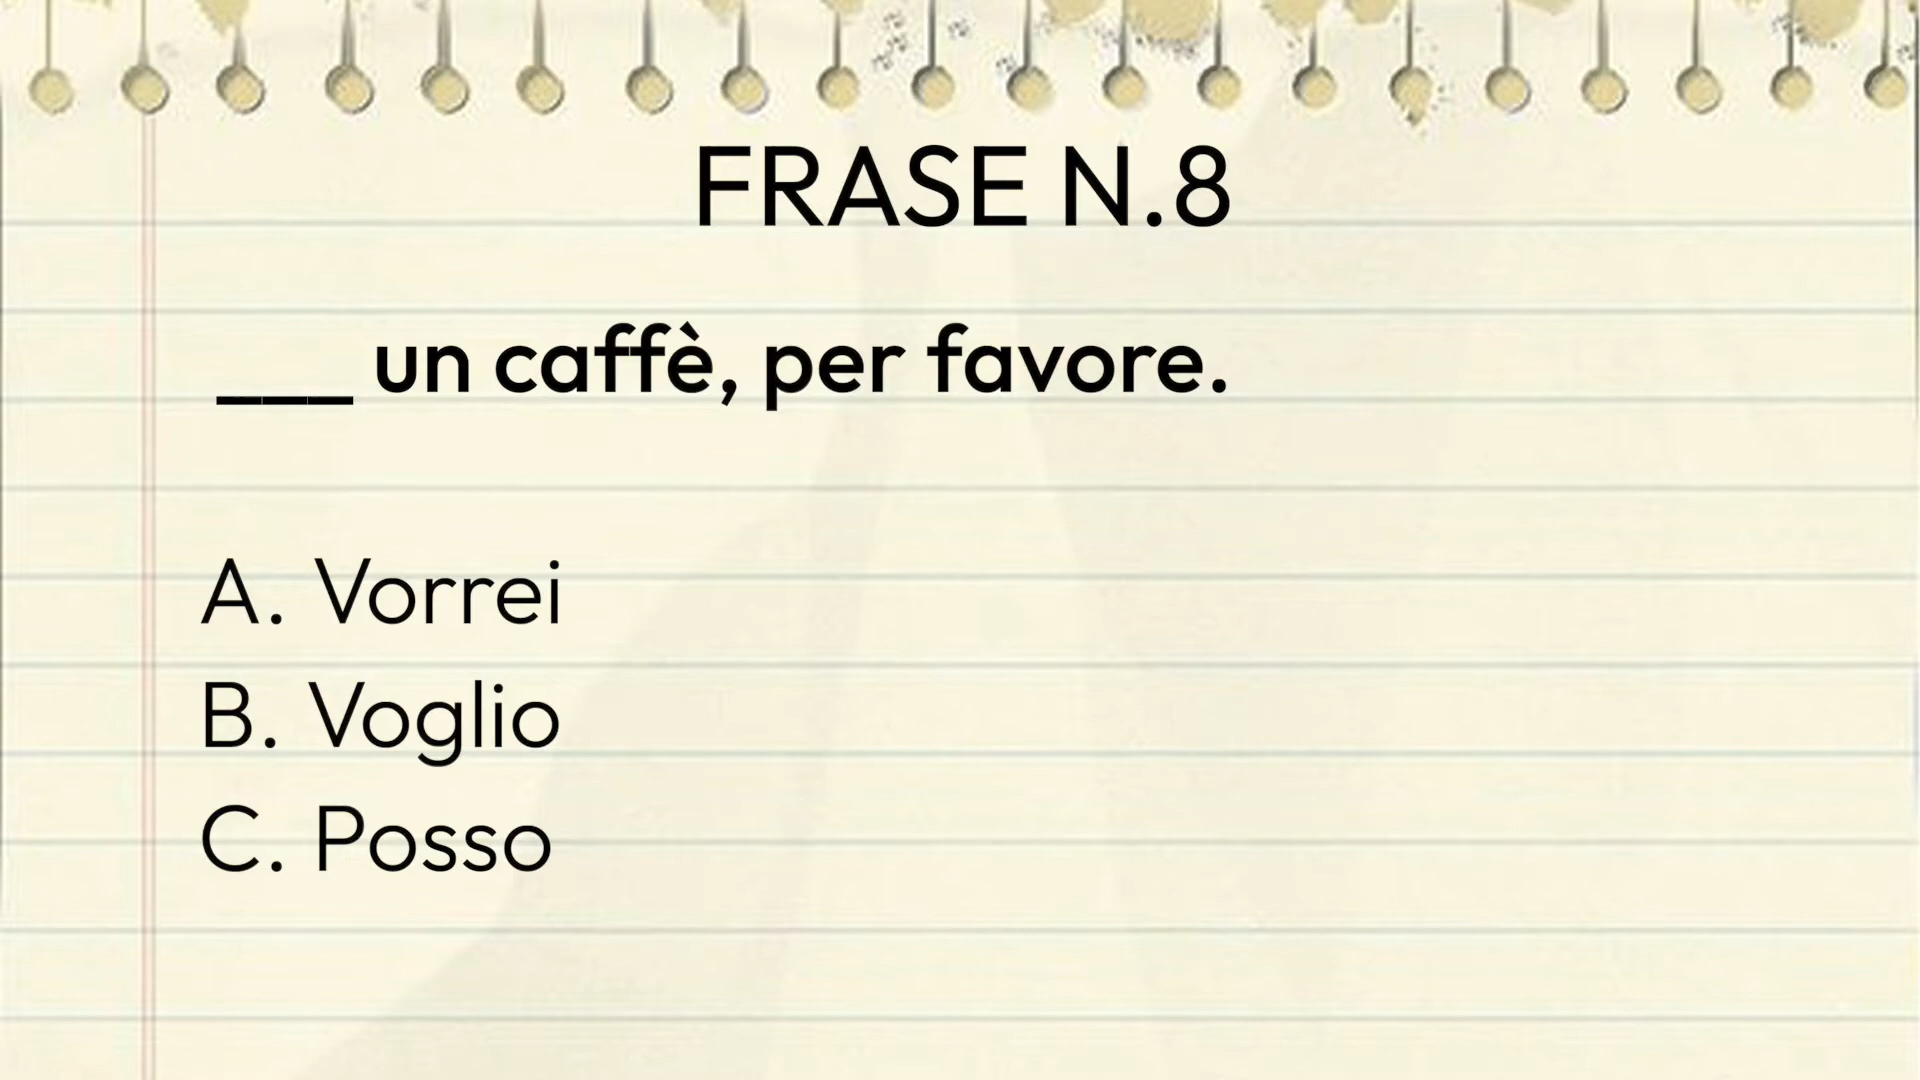 FRASE N.8
___ un caffè, per favore.
A. Vorrei
B. Voglio
C. Posso